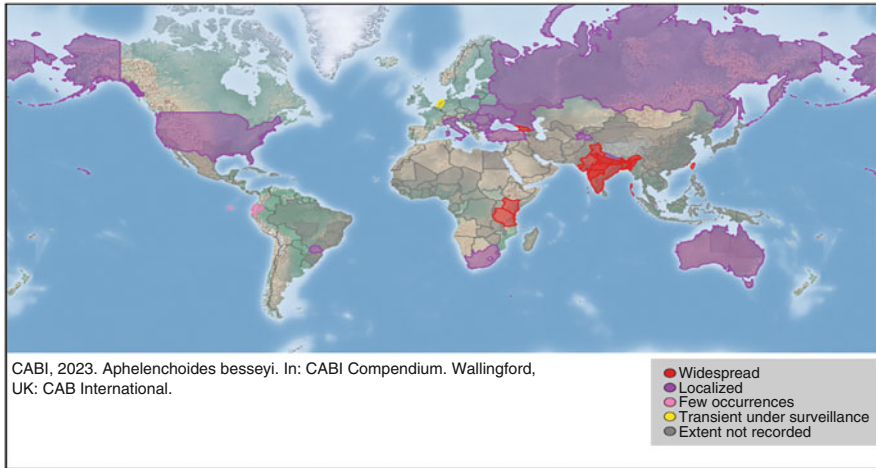 CABI, 2023. Aphelenchoides besseyi. In: CABI Compendium. Wallingford,
UK: CAB International.
Widespread
Localized
Few occurrences
Transient under surveillance
Extent not recorded